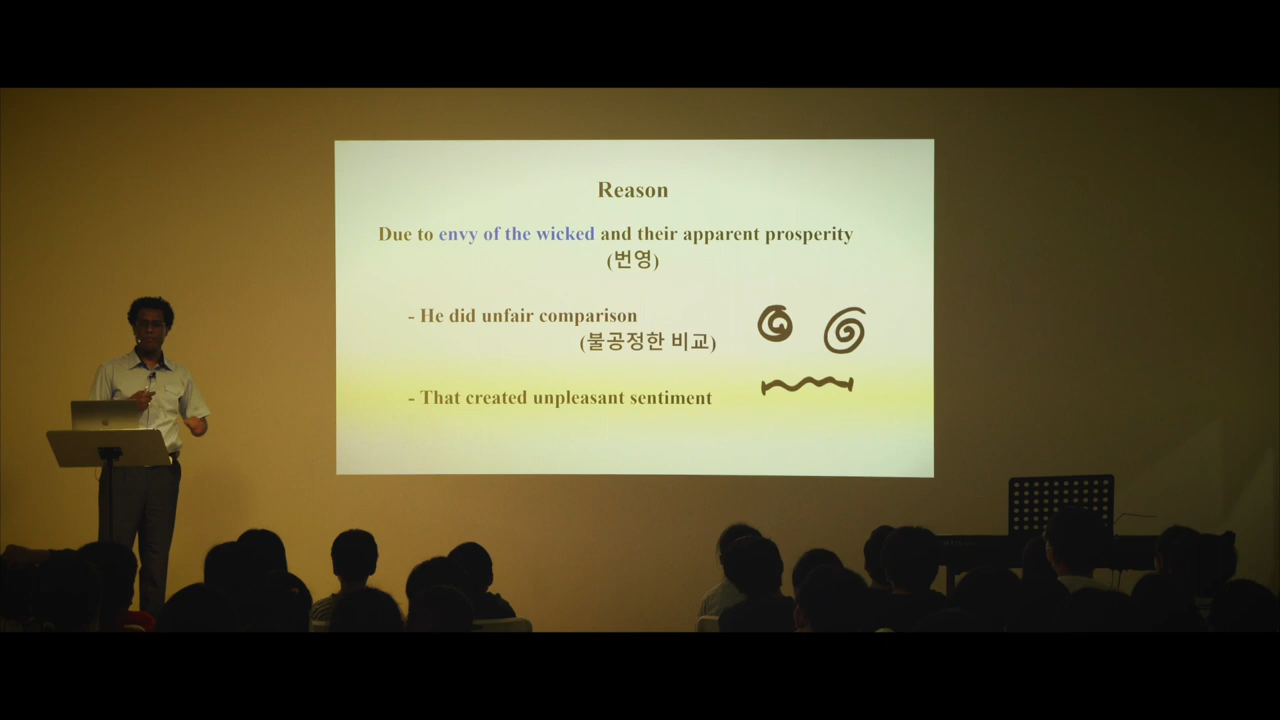 Reason
Due to envy of the wicked and their apparent prosperity
(번영)
- He did unfair comparison
(불공정한 비교)
- That created unpleasant sentiment